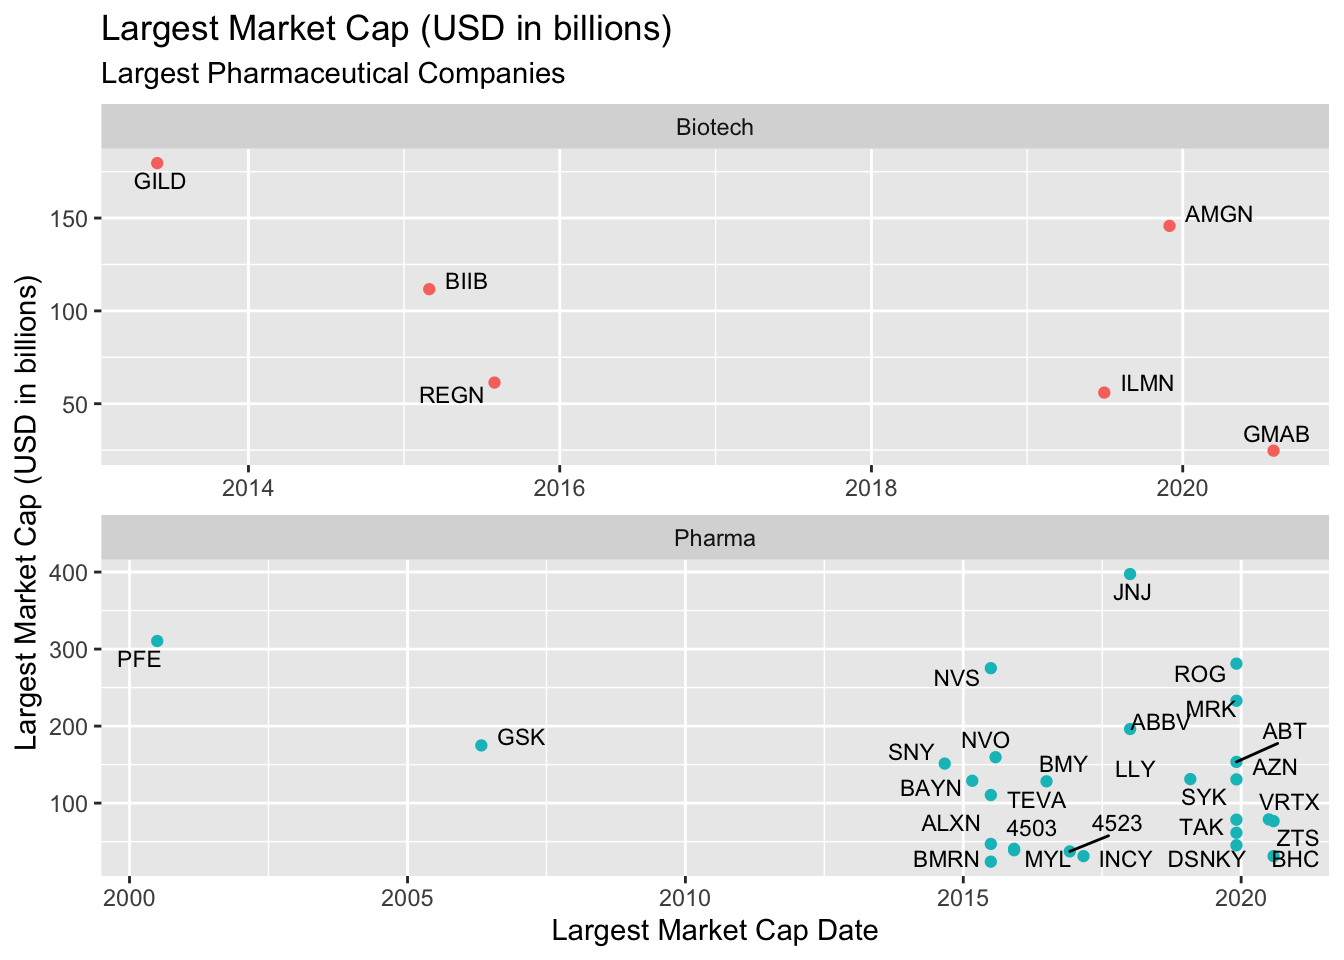 Largest Market Cap (USD in billions)
Largest Pharmaceutical Companies
Largest Market Cap (USD in billions)
Biotech
GILD
150
AMGN
BIIB
100
ILMN
REGN
50
GMAB
2014 2016 2018 2020
Pharma
400
JNJ
300
PFE
ROG
NVS
MRK
ABBV
200
ABT
GSK
NVO
SNY
BMY
AZN
LLY
BAYN
SYK
TEVA
VRTX
100
4503
4523
ALXN
TAK
ZTS
BMRN
MYL
INCY
DSNKY
BHC
2000 2005 2010 2015 2020
Largest Market Cap Date